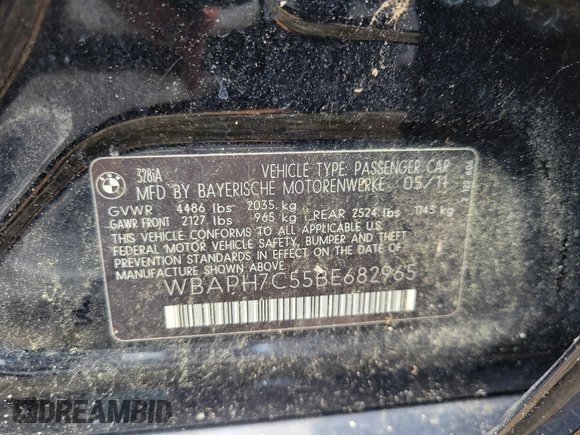 BMW
328iA VEHICLE TYPE: PASSENGER CAR
MFD BY BAYERISCHE MOTORENWERKE 05/11
GVWR 4486 lbs 2035 kg
GAWR FRONT 2127 lbs 965 kg REAR 2524 lbs 1145 kg
THIS VEHICLE CONFORMS TO ALL APPLICABLE U.S.
FEDERAL MOTOR VEHICLE SAFETY, BUMPER AND THEFT
PREVENTION STANDARDS IN EFFECT ON THE DATE OF
MANUFACTURE SHOWN ABOVE.
WBAPH7C55BE682965
DREAMBID